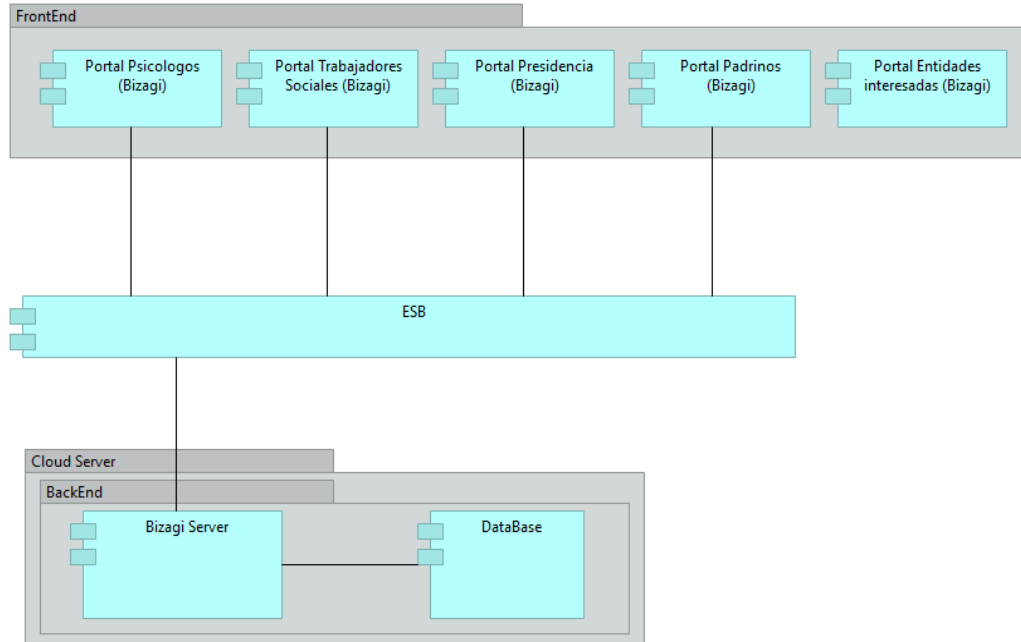 FrontEnd
Portal Psicologos
(Bizagi)
Portal Trabajadores
Sociales (Bizagi)
Portal Presidencia
(Bizagi)
Portal Padrinos
(Bizagi)
Portal Entidades
interesadas (Bizagi)
ESB
Cloud Server
BackEnd
Bizagi Server
DataBase